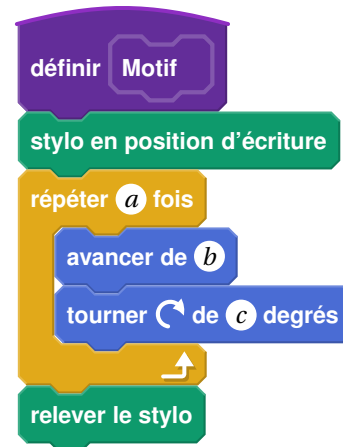 définir Motif
stylo en position d’écriture
répéter a fois
avancer de b
tourner de c degrés
relever le stylo